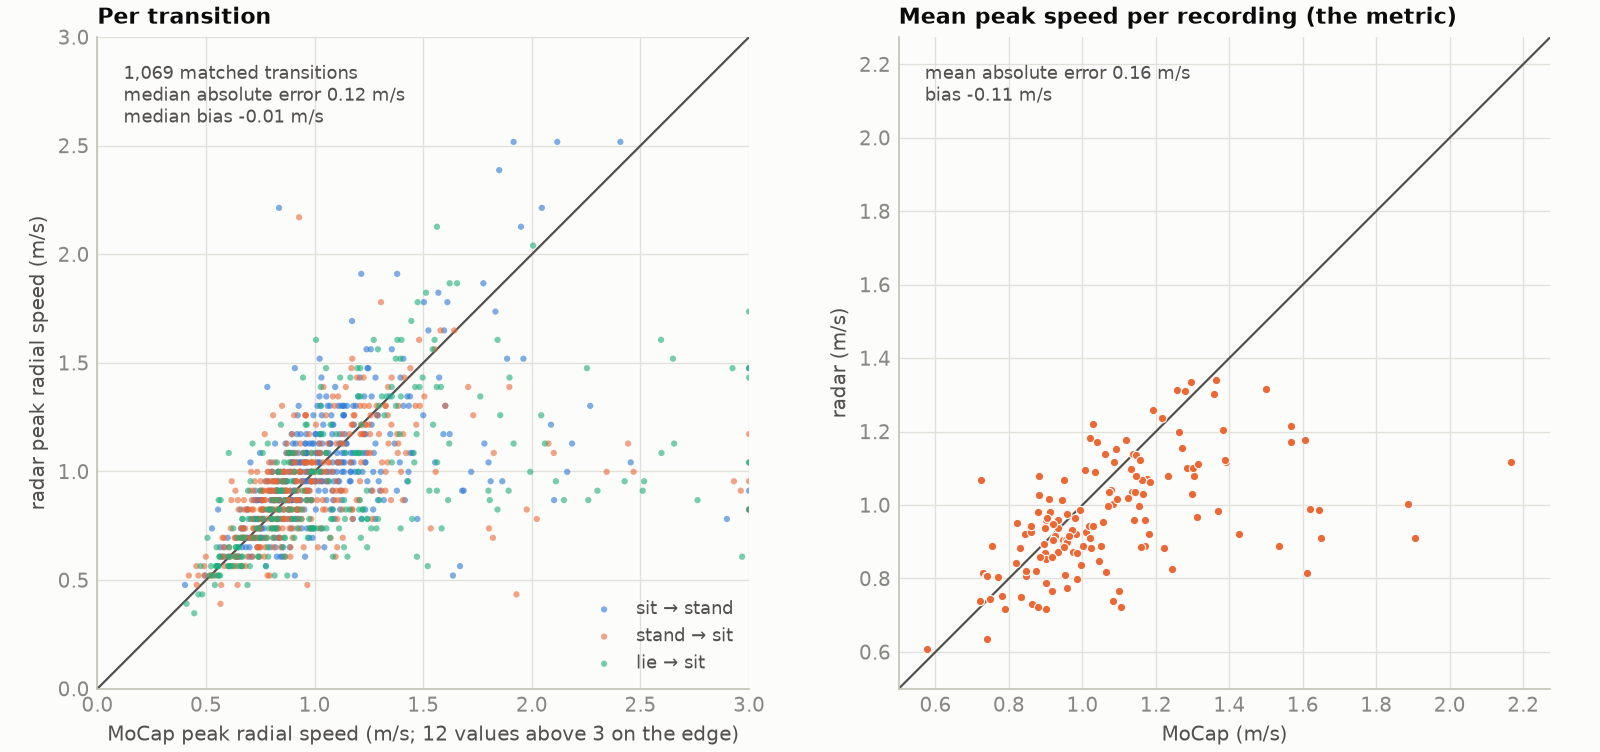 Per transition
3.0
2.5
2.0
1.5
1.0
0.5
0.0
radar peak radial speed (m/s)
1,069 matched transitions
median absolute error 0.12 m/s
median bias -0.01 m/s
sit → stand
stand → sit
lie → sit
0.0 0.5 1.0 1.5 2.0 2.5 3.0
MoCap peak radial speed (m/s; 12 values above 3 on the edge)
Mean peak speed per recording (the metric)
2.2
2.0
1.8
1.6
1.4
1.2
1.0
0.8
0.6
radar (m/s)
mean absolute error 0.16 m/s
bias -0.11 m/s
0.6 0.8 1.0 1.2 1.4 1.6 1.8 2.0 2.2
MoCap (m/s)